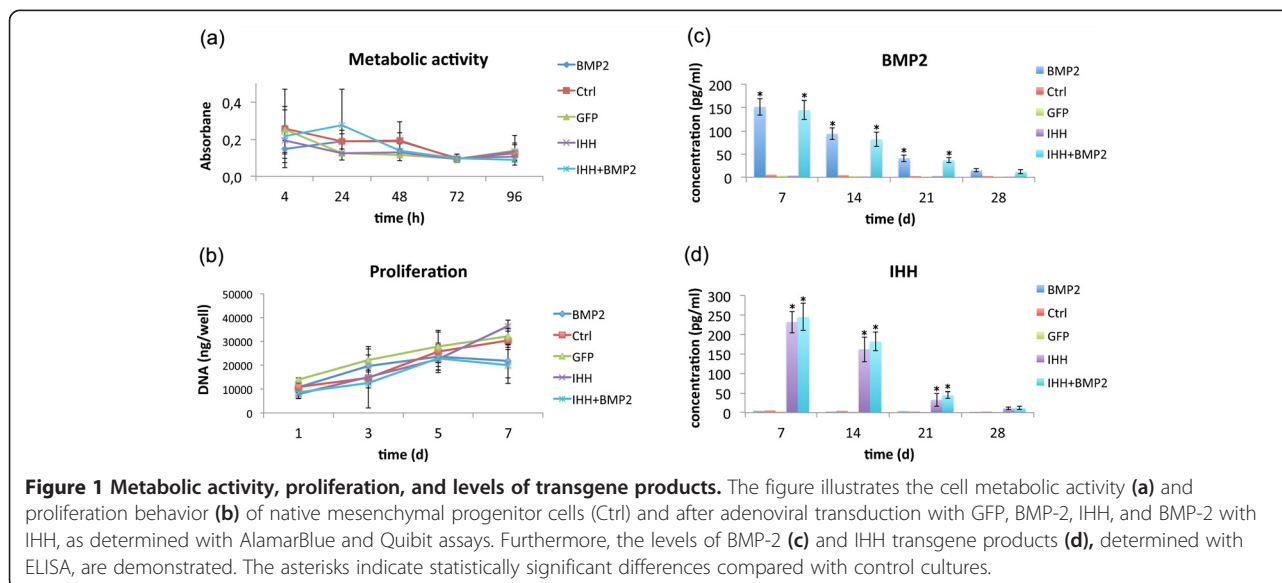 (a)
Metabolic activity
Absorbane
0,4
0,2
0,0
4 24 48 72 96
time (h)
BMP2
Ctrl
GFP
IHH
IHH+BMP2
(b)
Proliferation
DNA (ng/well)
50000
40000
30000
20000
10000
0
1 3 5 7
time (d)
BMP2
Ctrl
GFP
IHH
IHH+BMP2
(c)
BMP2
concentration (pg/ml)
200
150
100
50
0
* * * * * *
7 14 21 28
time (d)
BMP2
Ctrl
GFP
IHH
IHH+BMP2
(d)
IHH
concentration (pg/ml)
300
250
200
150
100
50
0
* * * * * *
7 14 21 28
time (d)
BMP2
Ctrl
GFP
IHH
IHH+BMP2
Figure 1 Metabolic activity, proliferation, and levels of transgene products. The figure illustrates the cell metabolic activity (a) and
proliferation behavior (b) of native mesenchymal progenitor cells (Ctrl) and after adenoviral transduction with GFP, BMP-2, IHH, and BMP-2 with
IHH, as determined with AlamarBlue and Quibit assays. Furthermore, the levels of BMP-2 (c) and IHH transgene products (d), determined with
ELISA, are demonstrated. The asterisks indicate statistically significant differences compared with control cultures.